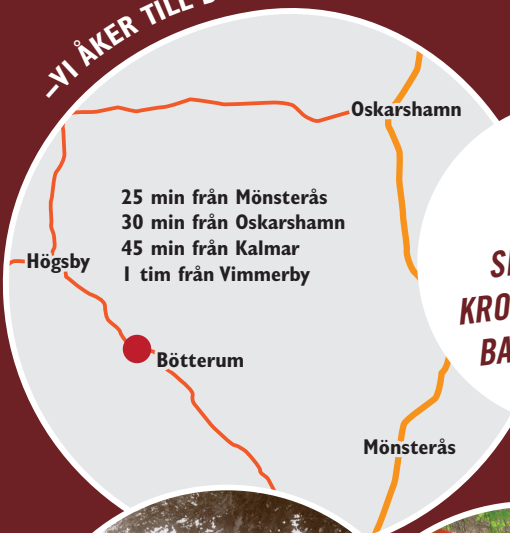 –VI ÅKER TILL
Oskarshamn
25 min från Mönsterås
30 min från Oskarshamn
45 min från Kalmar
1 tim från Vimmerby
Högsby
Bötterum
Mönsterås